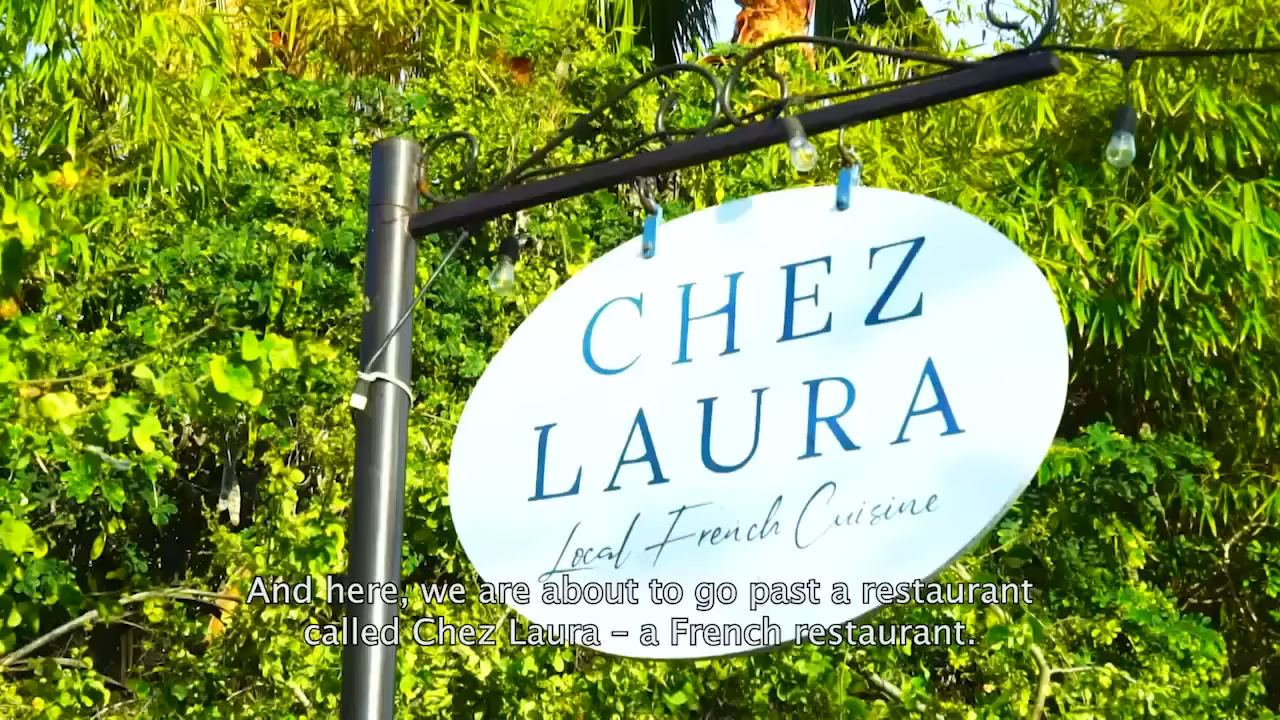 CHEZ
LAURA
Local French Cuisine
And here, we are about to go past a restaurant
called Chez Laura – a French restaurant.